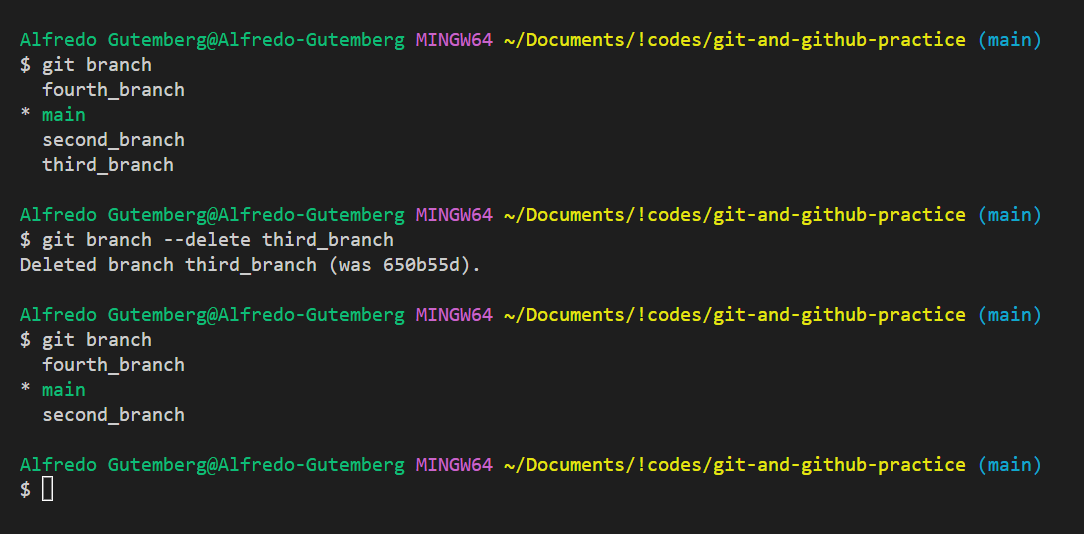 Alfredo Gutemberg@Alfredo-Gutemberg MINGW64 ~/Documents/!codes/git-and-github-practice (main)
$ git branch
  fourth_branch
* main
  second_branch
  third_branch
Alfredo Gutemberg@Alfredo-Gutemberg MINGW64 ~/Documents/!codes/git-and-github-practice (main)
$ git branch --delete third_branch
Deleted branch third_branch (was 650b55d).
Alfredo Gutemberg@Alfredo-Gutemberg MINGW64 ~/Documents/!codes/git-and-github-practice (main)
$ git branch
  fourth_branch
* main
  second_branch
Alfredo Gutemberg@Alfredo-Gutemberg MINGW64 ~/Documents/!codes/git-and-github-practice (main)
$